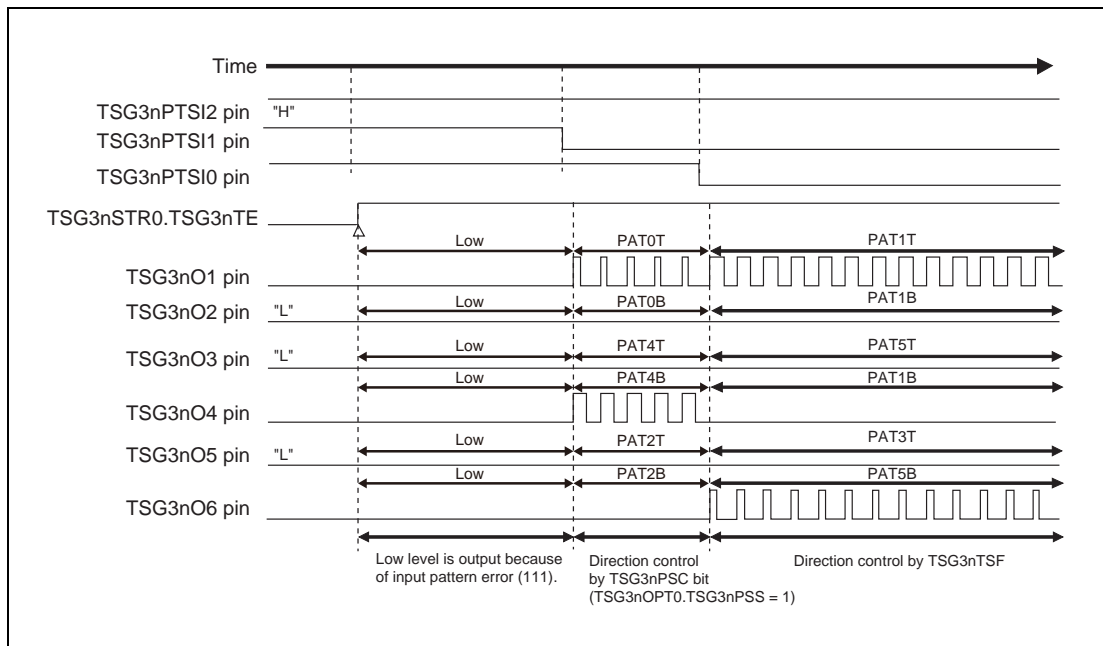 Time
TSG3nPTSI2 pin "H"
TSG3nPTSI1 pin
TSG3nPTSI0 pin
TSG3nSTR0.TSG3nTE
Low PAT0T PAT1T
TSG3nO1 pin
Low PAT0B PAT1B
TSG3nO2 pin "L"
Low PAT4T PAT5T
TSG3nO3 pin "L"
Low PAT4B PAT1B
TSG3nO4 pin
Low PAT2T PAT3T
TSG3nO5 pin "L"
Low PAT2B PAT5B
TSG3nO6 pin
Low level is output because
of input pattern error (111).
Direction control
by TSG3nPSC bit
(TSG3nOPT0.TSG3nPSS = 1)
Direction control by TSG3nTSF